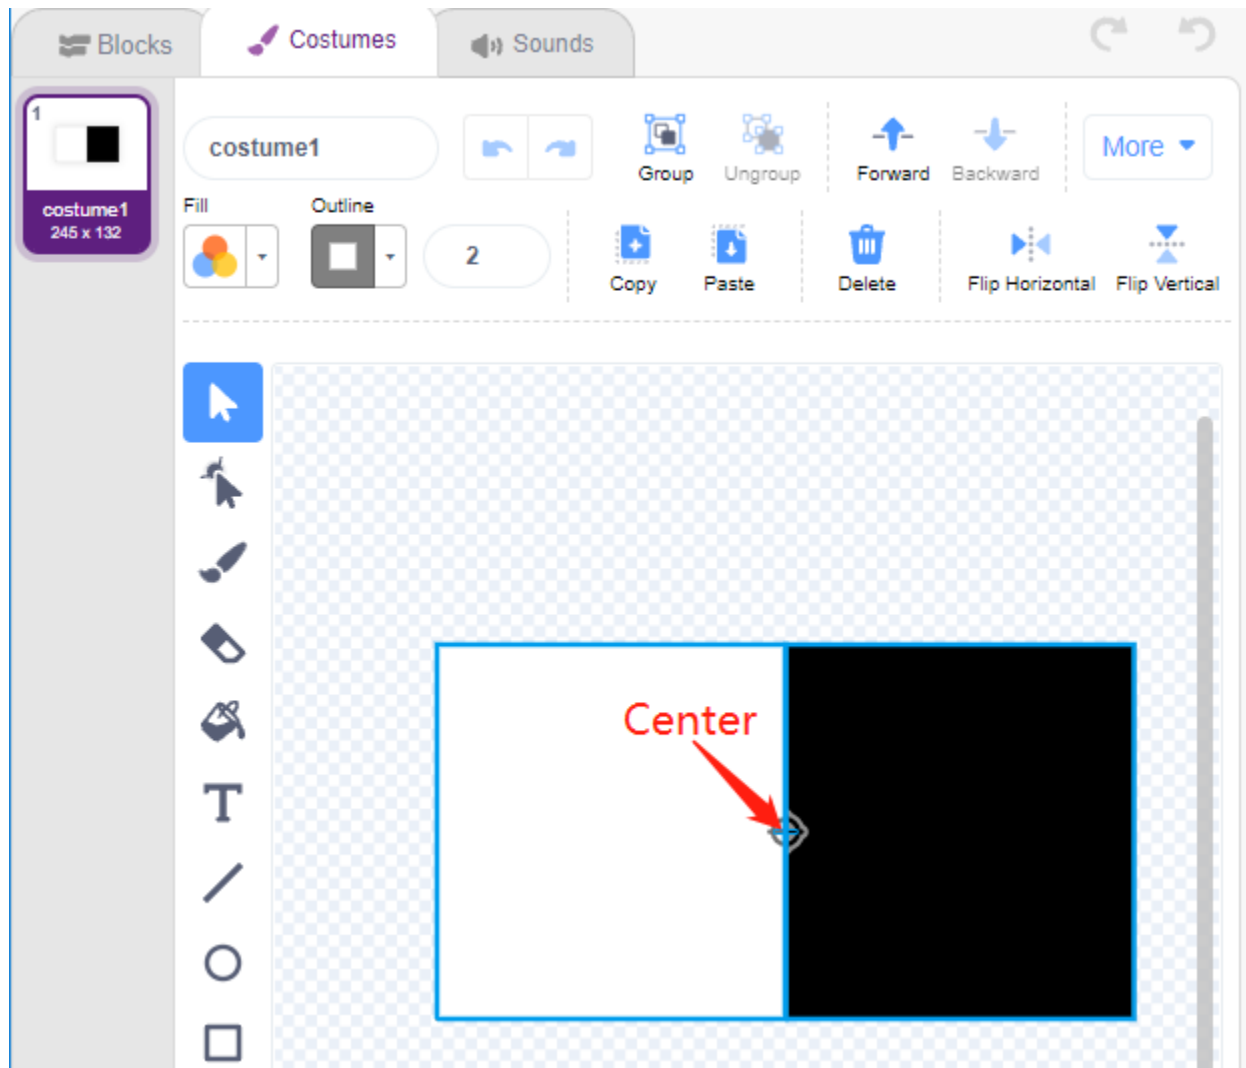 Blocks
Costumes
Sounds
1
costume1
245 x 132
costume1
Group
Ungroup
Forward
Backward
More
Fill
Outline
2
Copy
Paste
Delete
Flip Horizontal
Flip Vertical
T
Center